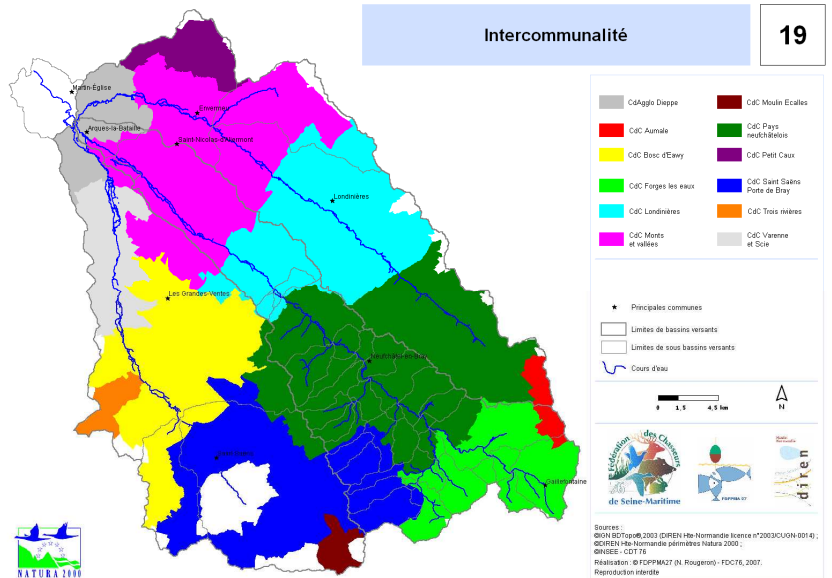 Intercommunalité
19
Martin-Église
Envermeu
Arques-la-Bataille
Saint-Nicolas-d'Aliermont
Londinières
Les Grandes-Ventes
Neufchâtel-en-Bray
Saint-Saëns
Gaillefontaine
CdAgglo Dieppe
CdC Moulin Ecalles
CdC Aumale
CdC Pays
neufchâtelois
CdC Bosc d'Eawy
CdC Petit Caux
CdC Forges les eaux
CdC Saint Saëns
Porte de Bray
CdC Londinières
CdC Trois rivières
CdC Monts
et vallées
CdC Varenne
et Scie
Principales communes
Limites de bassins versants
Limites de sous bassins versants
Cours d'eau
0 1,5 4,5 km
N
Fédération des Chasseurs
de Seine-Maritime
FDPPMA 27
diren
NATURA 2000
Sources :
©IGN BDTopo®,2003 (DIREN Hte-Normandie licence n°2003/CUGN-0014) ;
©DIREN Hte-Normandie périmètres Natura 2000 ;
©INSEE - CDT 76
Réalisation : © FDPPMA27 (N. Rougeron) - FDC76, 2007.
Reproduction interdite